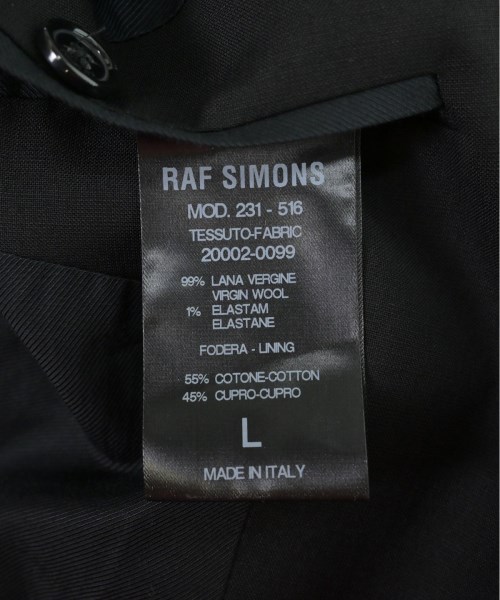 RAF SIMONS
MOD. 231 - 516
TESSUTO-FABRIC
20002-0099
99% LANA VERGINE
VIRGIN WOOL
1% ELASTAM
ELASTANE
FODERA - LINING
55% COTONE-COTTON
45% CUPRO-CUPRO
L
MADE IN ITALY